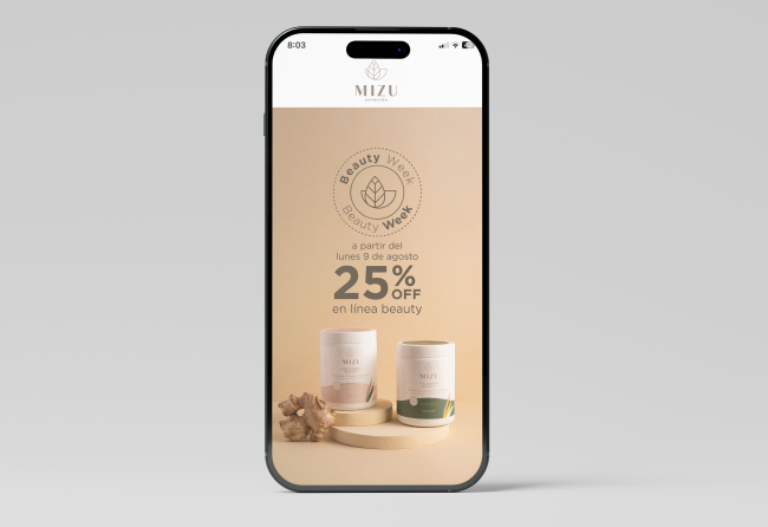 8:03
MIZU
Beauty Week
Beauty Week
a partir del
lunes 9 de agosto
25%
OFF
en línea beauty
MIZU
MIZU